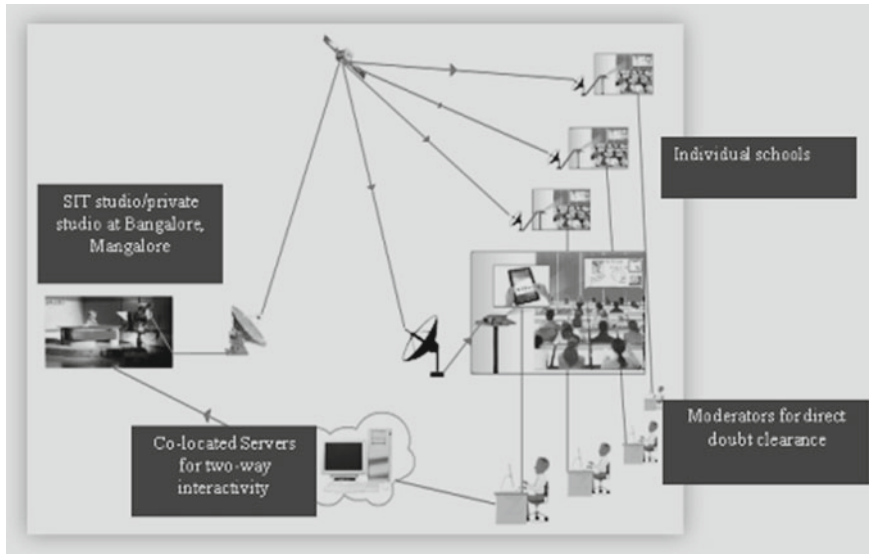 Individual schools
SIT studio/private
studio at Bangalore,
Mangalore
Moderators for direct
doubt clearance
Co-located Servers
for two-way
interactivity